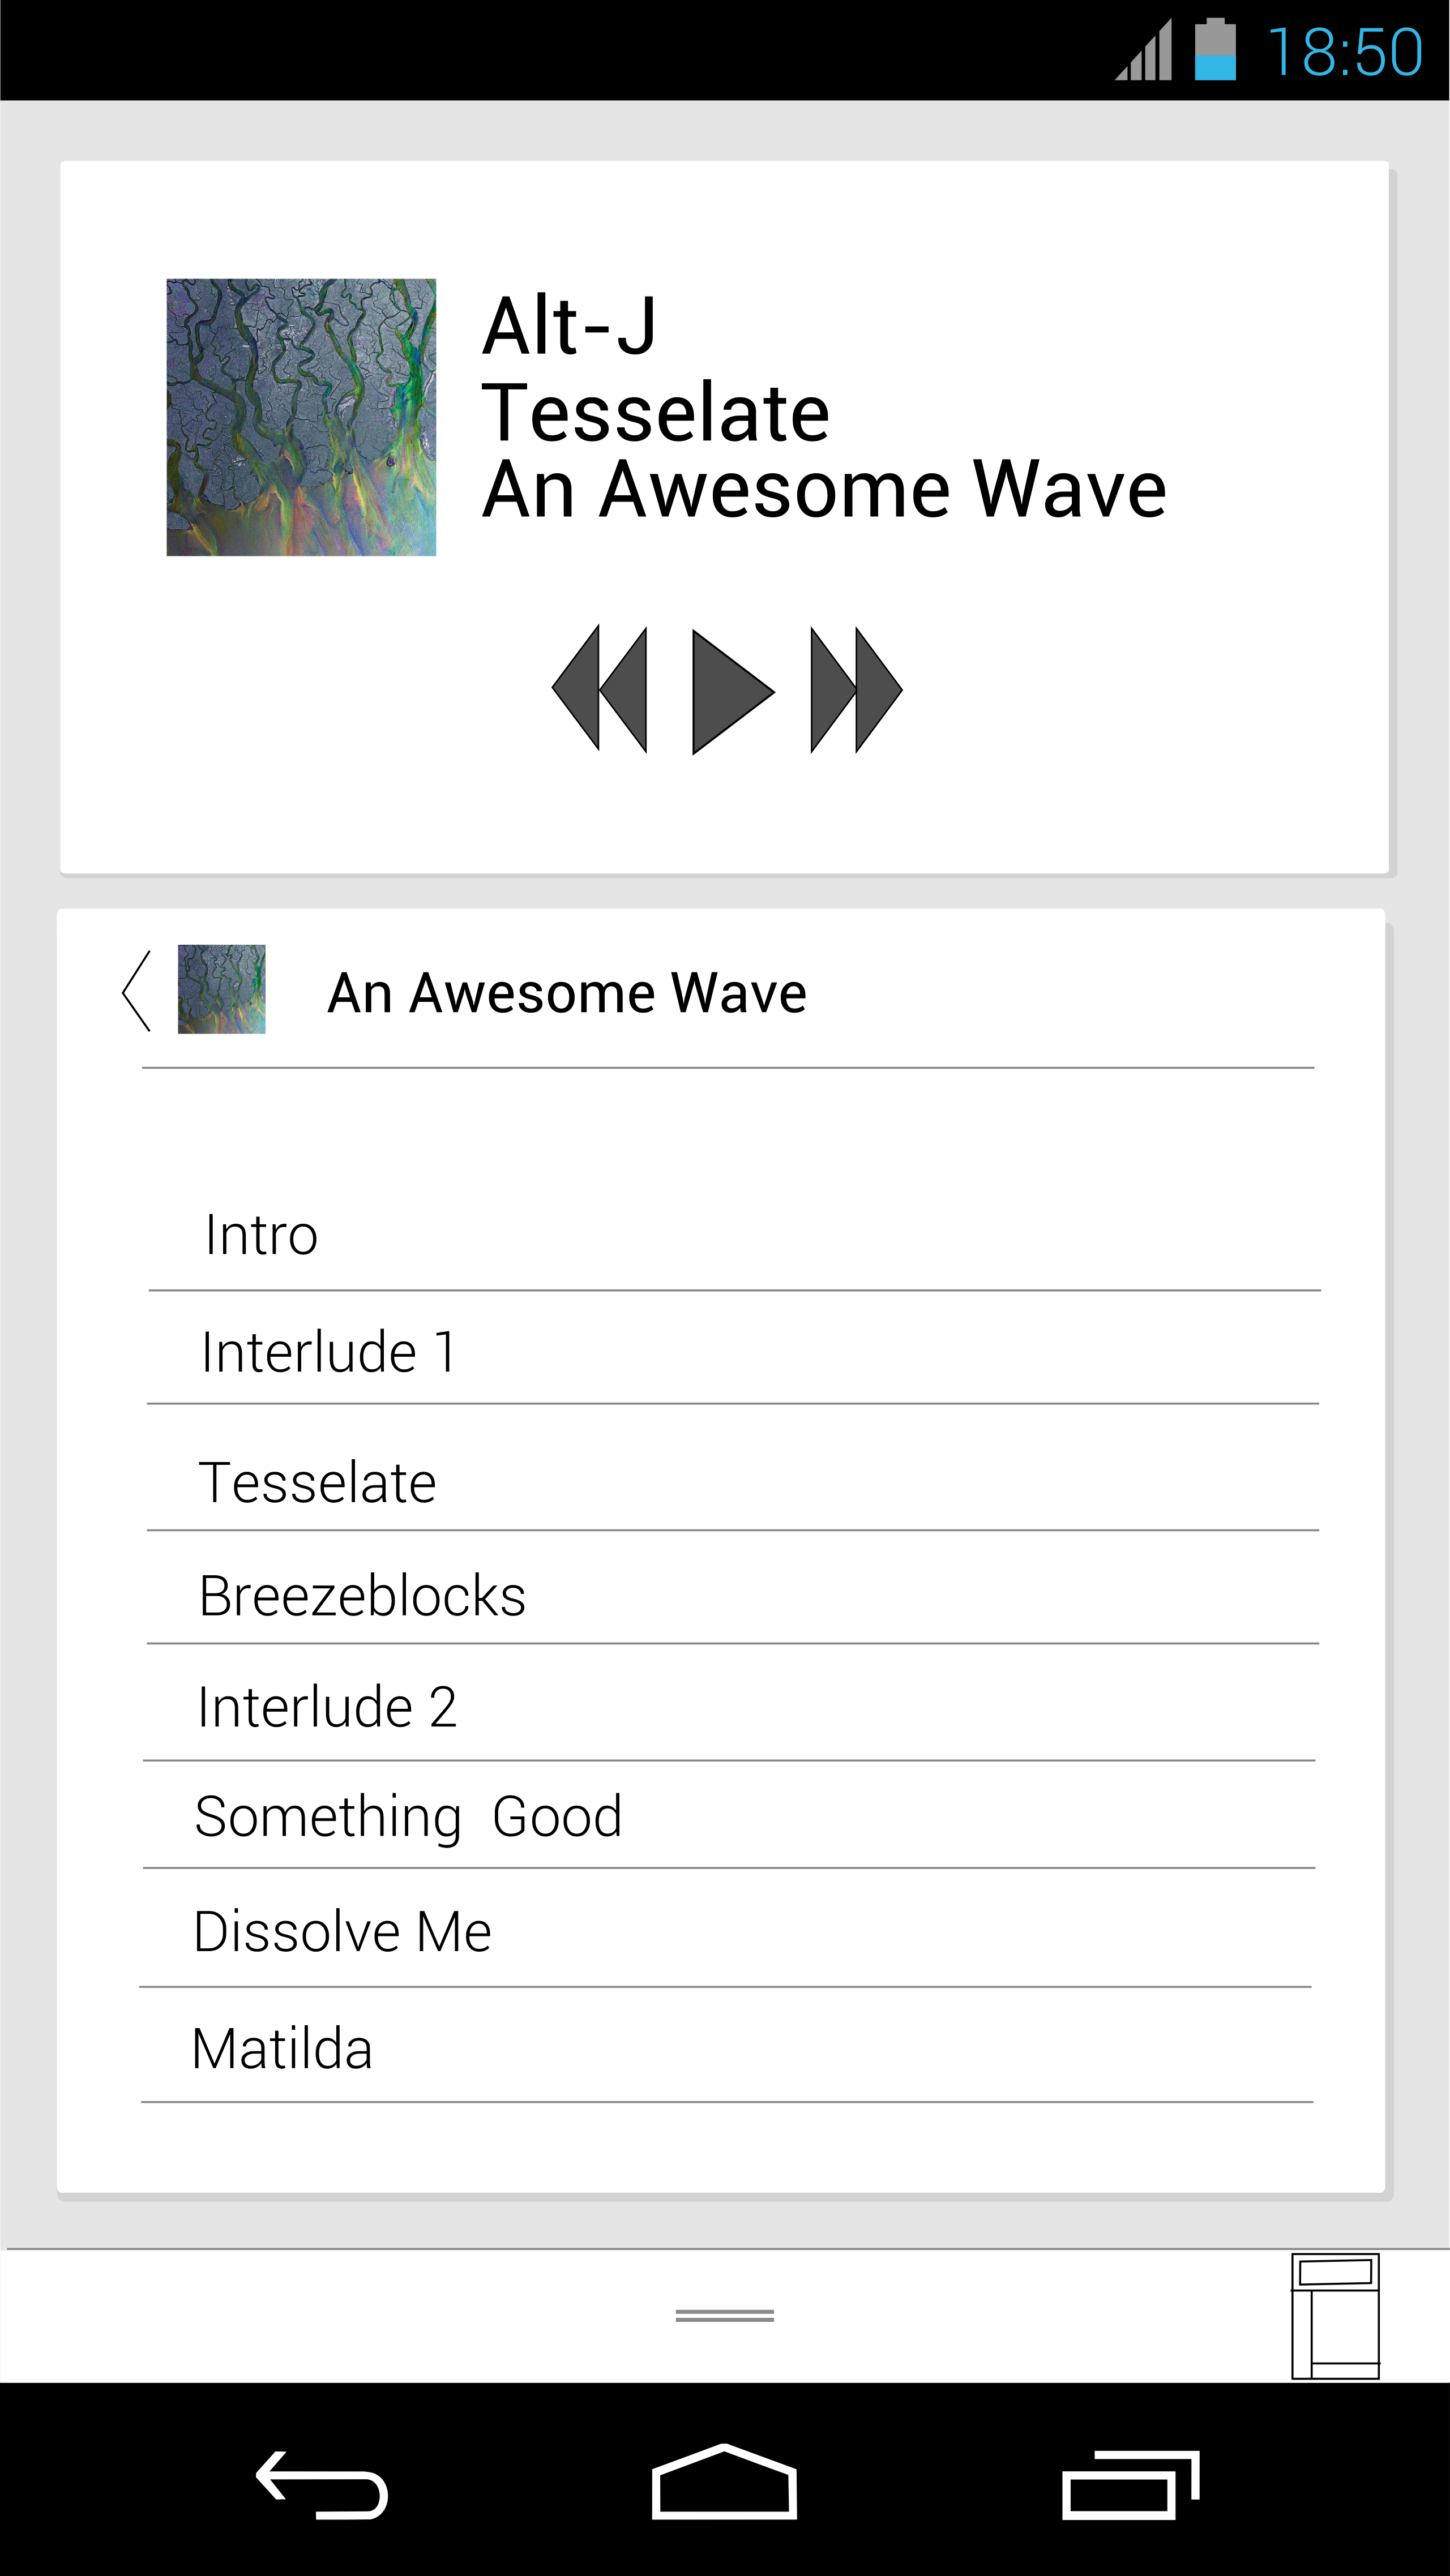 18:50
Alt-J
Tesselate
An Awesome Wave
An Awesome Wave
Intro
Interlude 1
Tesselate
Breezeblocks
Interlude 2
Something  Good
Dissolve Me
Matilda